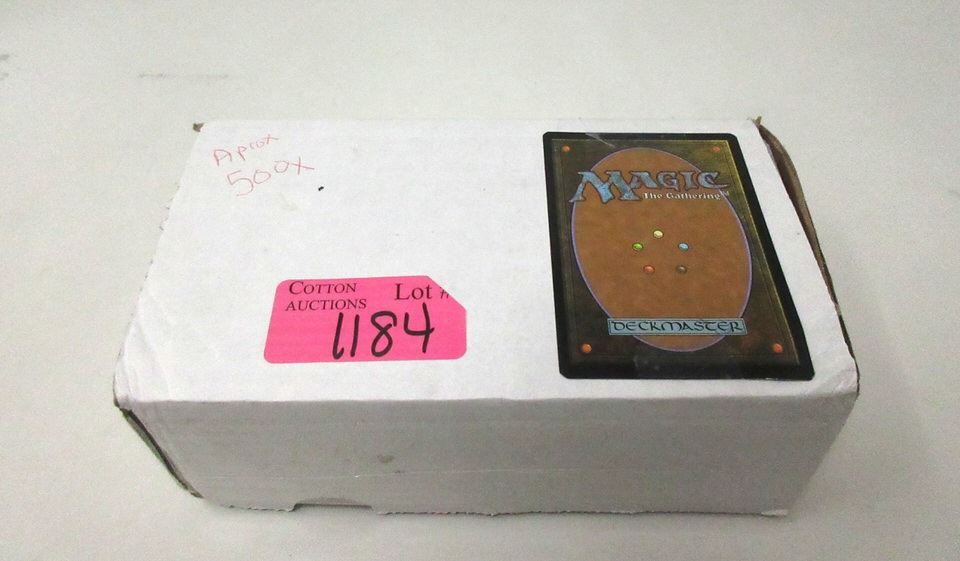 Aprox
500x
COTTON
AUCTIONS
Lot #
1184
MAGIC
The Gathering
DECKMASTER